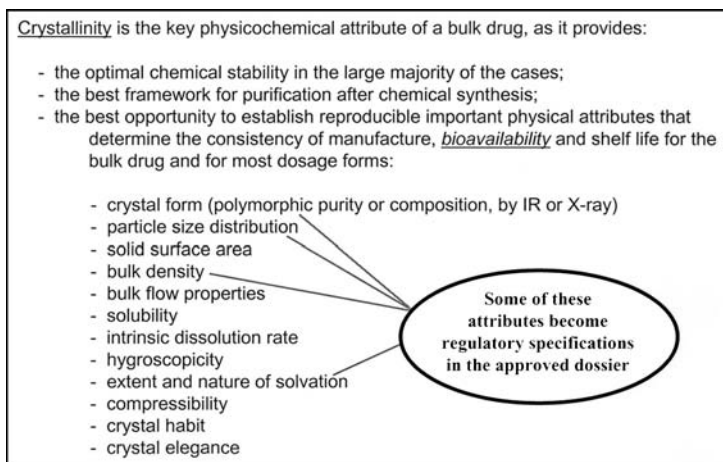 Crystallinity is the key physicochemical attribute of a bulk drug, as it provides:
- the optimal chemical stability in the large majority of the cases;
- the best framework for purification after chemical synthesis;
- the best opportunity to establish reproducible important physical attributes that
determine the consistency of manufacture, bioavailability and shelf life for the
bulk drug and for most dosage forms:
- crystal form (polymorphic purity or composition, by IR or X-ray)
- particle size distribution
- solid surface area
- bulk density
- bulk flow properties
- solubility
- intrinsic dissolution rate
- hygroscopicity
- extent and nature of solvation
- compressibility
- crystal habit
- crystal elegance
Some of these
attributes become
regulatory specifications
in the approved dossier